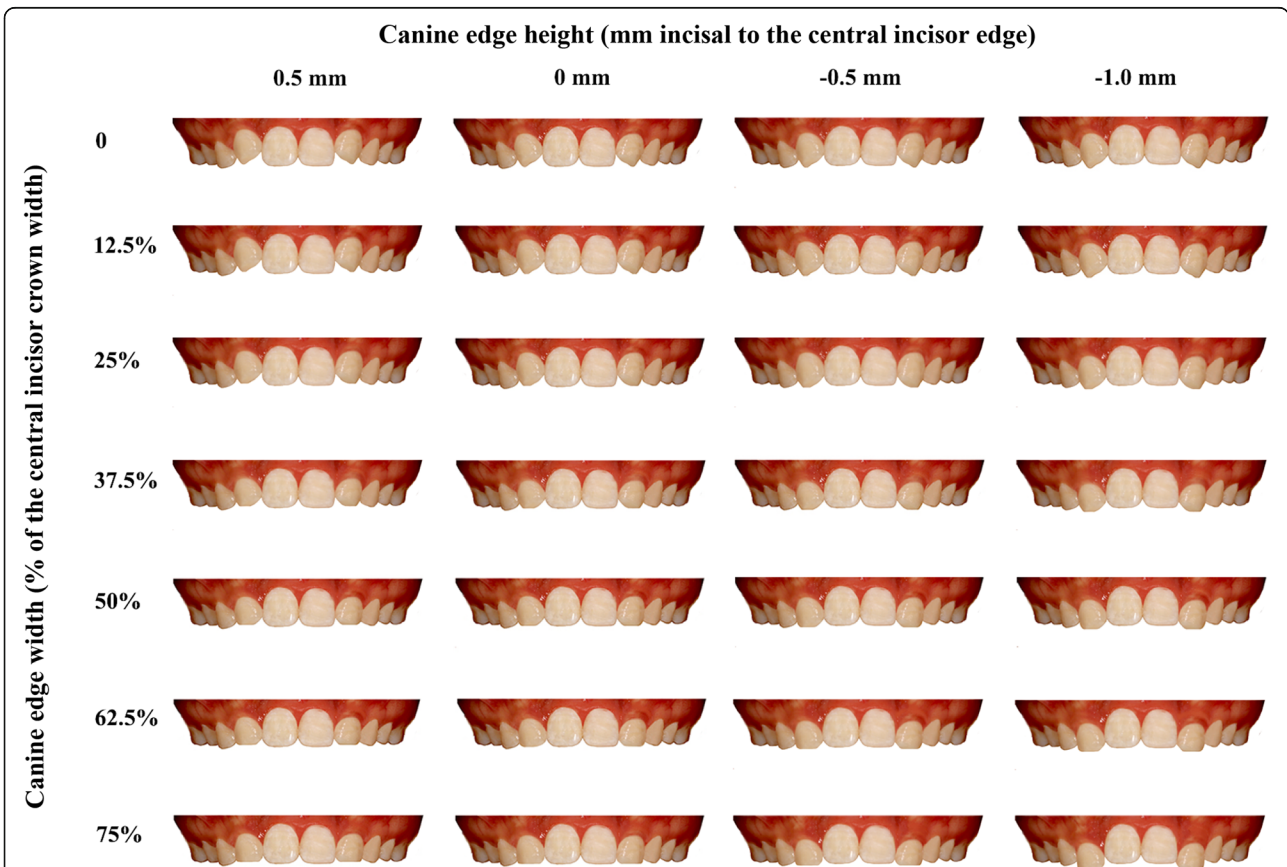 Canine edge height (mm incisal to the central incisor edge)
0.5 mm 0 mm -0.5 mm -1.0 mm
Canine edge width (% of the central incisor crown width)
0
12.5%
25%
37.5%
50%
62.5%
75%